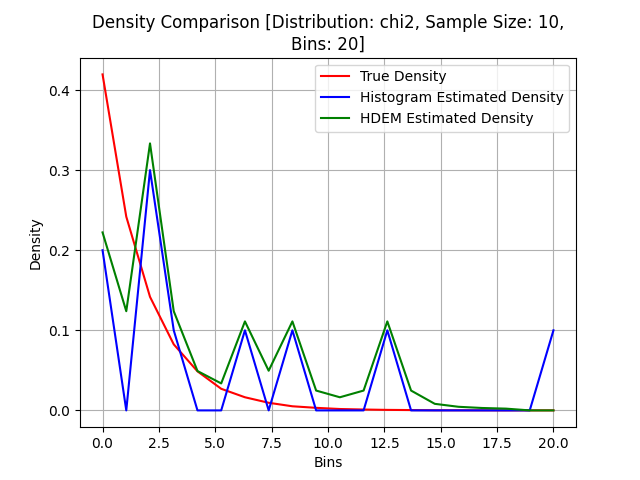 Density Comparison [Distribution: chi2, Sample Size: 10,
Bins: 20]
True Density
Histogram Estimated Density
HDEM Estimated Density
Density
0.4
0.3
0.2
0.1
0.0
0.0 2.5 5.0 7.5 10.0 12.5 15.0 17.5 20.0
Bins